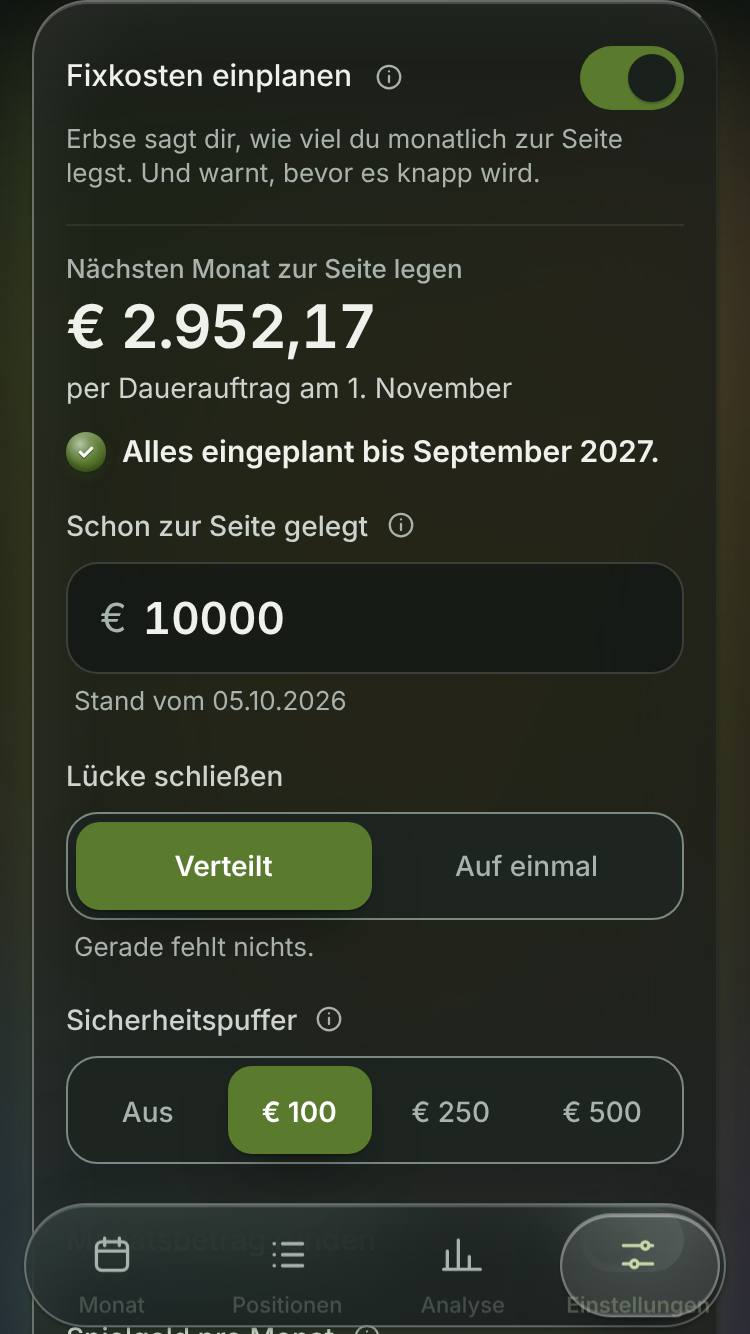 Fixkosten einplanen
Erbse sagt dir, wie viel du monatlich zur Seite
legst. Und warnt, bevor es knapp wird.
Nächsten Monat zur Seite legen
€ 2.952,17
per Dauerauftrag am 1. November
Alles eingeplant bis September 2027.
Schon zur Seite gelegt
€ 10000
Stand vom 05.10.2026
Lücke schließen
Verteilt Auf einmal
Gerade fehlt nichts.
Sicherheitspuffer
Aus € 100 € 250 € 500
Monat Positionen Analyse Einstellungen
Spielgeld pro Monat